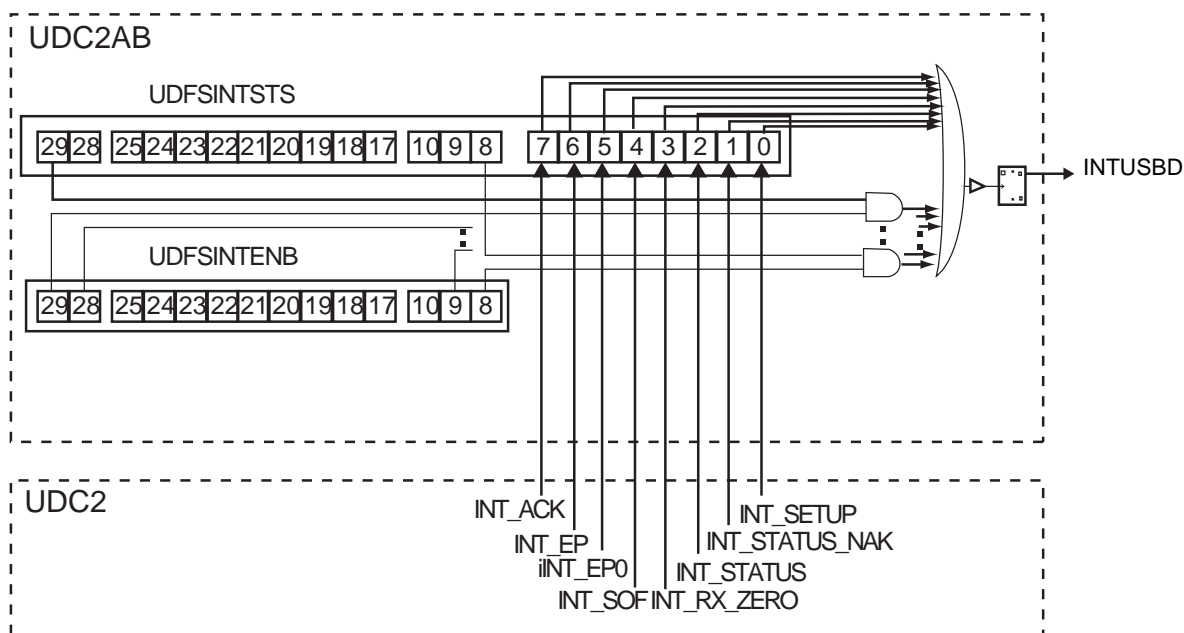 UDC2AB
UDFSINTSTS
29 28 25 24 23 22 21 20 19 18 17 10 9 8 7 6 5 4 3 2 1 0
INTUSBD
UDFSINTENB
29 28 25 24 23 22 21 20 19 18 17 10 9 8
UDC2
INT_ACK
INT_SETUP
INT_EP
INT_STATUS_NAK
iINT_EP0
INT_STATUS
INT_SOF
INT_RX_ZERO